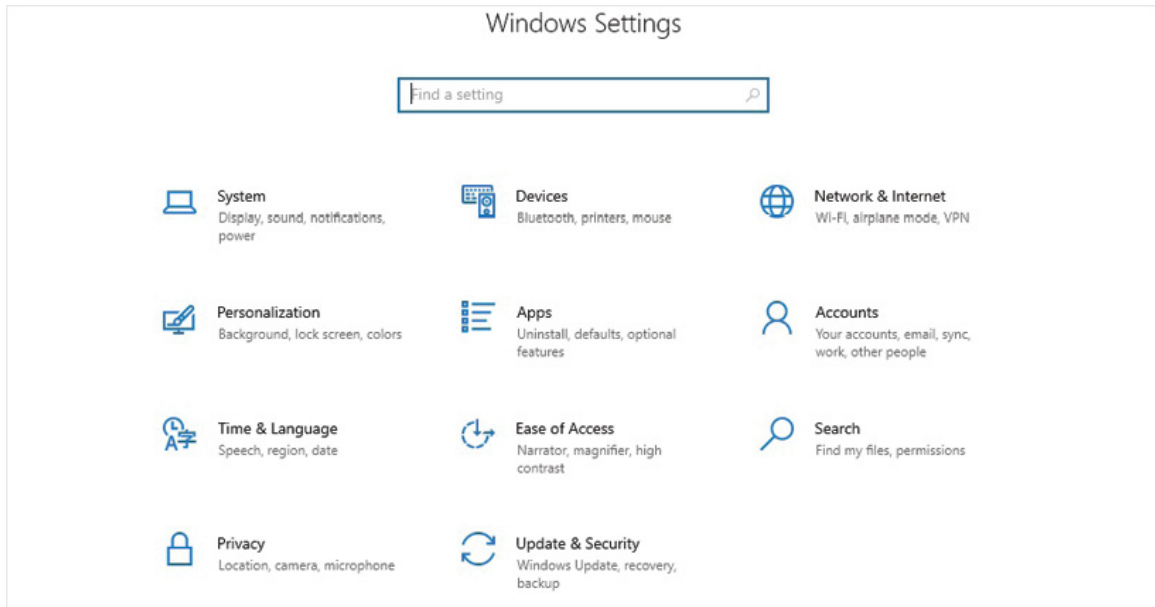 Windows Settings
Find a setting
System
Display, sound, notifications,
power
Devices
Bluetooth, printers, mouse
Network & Internet
Wi-Fi, airplane mode, VPN
Personalization
Background, lock screen, colors
Apps
Uninstall, defaults, optional
features
Accounts
Your accounts, email, sync,
work, other people
Time & Language
Speech, region, date
Ease of Access
Narrator, magnifier, high
contrast
Search
Find my files, permissions
Privacy
Location, camera, microphone
Update & Security
Windows Update, recovery,
backup